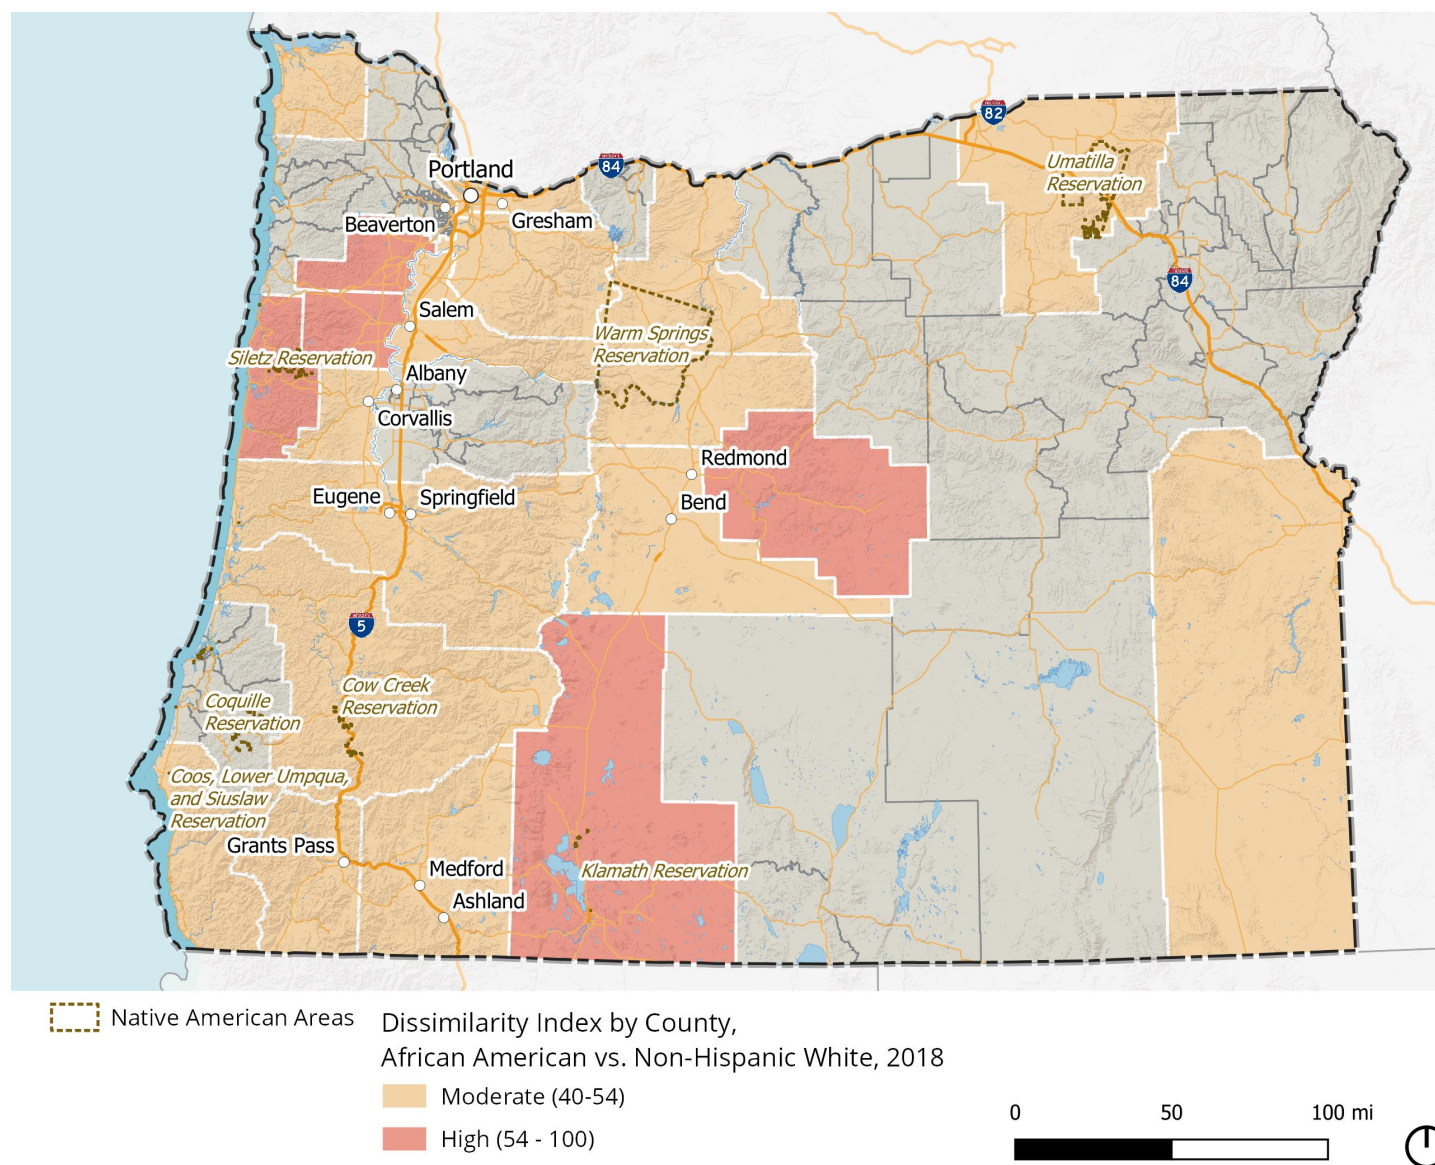 82
84
Portland
Umatilla
Reservation
Beaverton
Gresham
84
Salem
Warm Springs
Reservation
Siletz Reservation
Albany
Corvallis
Redmond
Eugene
Springfield
Bend
5
Cow Creek
Reservation
Coquille
Reservation
Coos, Lower Umpqua,
and Siuslaw
Reservation
Grants Pass
Medford
Klamath Reservation
Ashland
Native American Areas
Dissimilarity Index by County,
African American vs. Non-Hispanic White, 2018
Moderate (40-54)
High (54 - 100)
0 50 100 mi